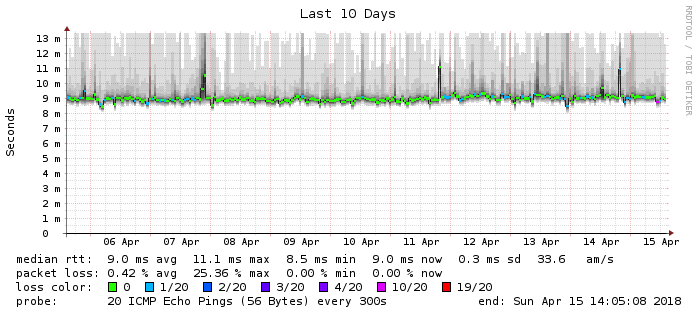 Last 10 Days
RRDTOOL / TOBI OETIKER
Seconds
13 m
12 m
11 m
10 m
9 m
8 m
7 m
6 m
5 m
4 m
3 m
2 m
1 m
0
06 Apr 07 Apr 08 Apr 09 Apr 10 Apr 11 Apr 12 Apr 13 Apr 14 Apr 15 Apr
median rtt: 9.0 ms avg 11.1 ms max 8.5 ms min 9.0 ms now 0.3 ms sd 33.6 am/s
packet loss: 0.42 % avg 25.36 % max 0.00 % min 0.00 % now
loss color: 0 1/20 2/20 3/20 4/20 10/20 19/20
probe: 20 ICMP Echo Pings (56 Bytes) every 300s end: Sun Apr 15 14:05:08 2018